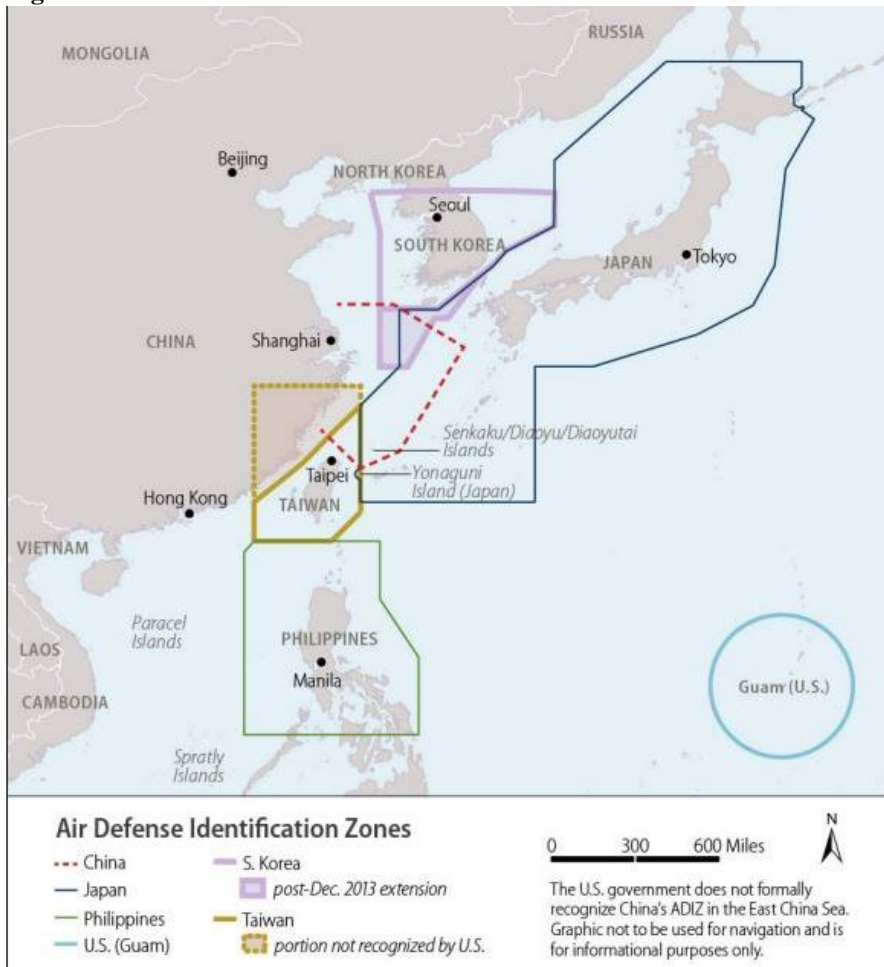 RUSSIA
MONGOLIA
Beijing
NORTH KOREA
Seoul
SOUTH KOREA
JAPAN
Tokyo
CHINA
Shanghai
Senkaku/Diaoyu/Diaoyutai
Islands
Yonaguni
Island (Japan)
Taipei
TAIWAN
Hong Kong
VIETNAM
Paracel
Islands
LAOS
PHILIPPINES
Manila
CAMBODIA
Guam (U.S.)
Spratly
Islands
Air Defense Identification Zones
China
Japan
Philippines
U.S. (Guam)
S. Korea
post-Dec. 2013 extension
Taiwan
portion not recognized by U.S.
0 300 600 Miles
N
The U.S. government does not formally
recognize China's ADIZ in the East China Sea.
Graphic not to be used for navigation and is
for informational purposes only.